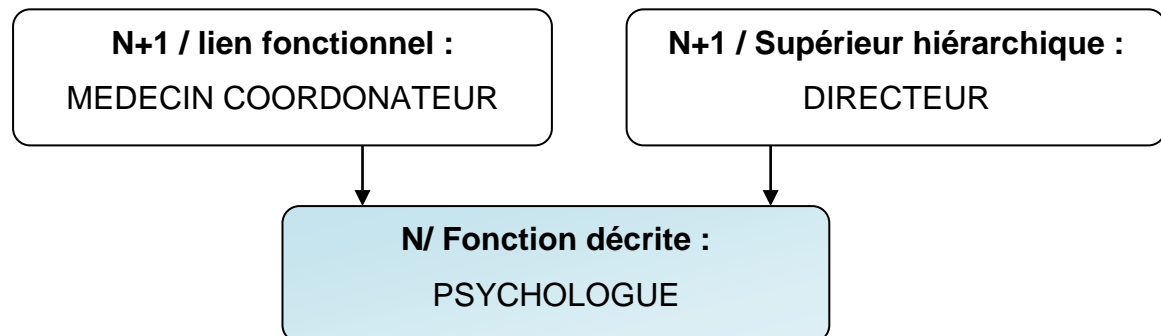 N+1 / lien fonctionnel :
MEDECIN COORDONATEUR
N+1 / Supérieur hiérarchique :
DIRECTEUR
N/ Fonction décrite :
PSYCHOLOGUE